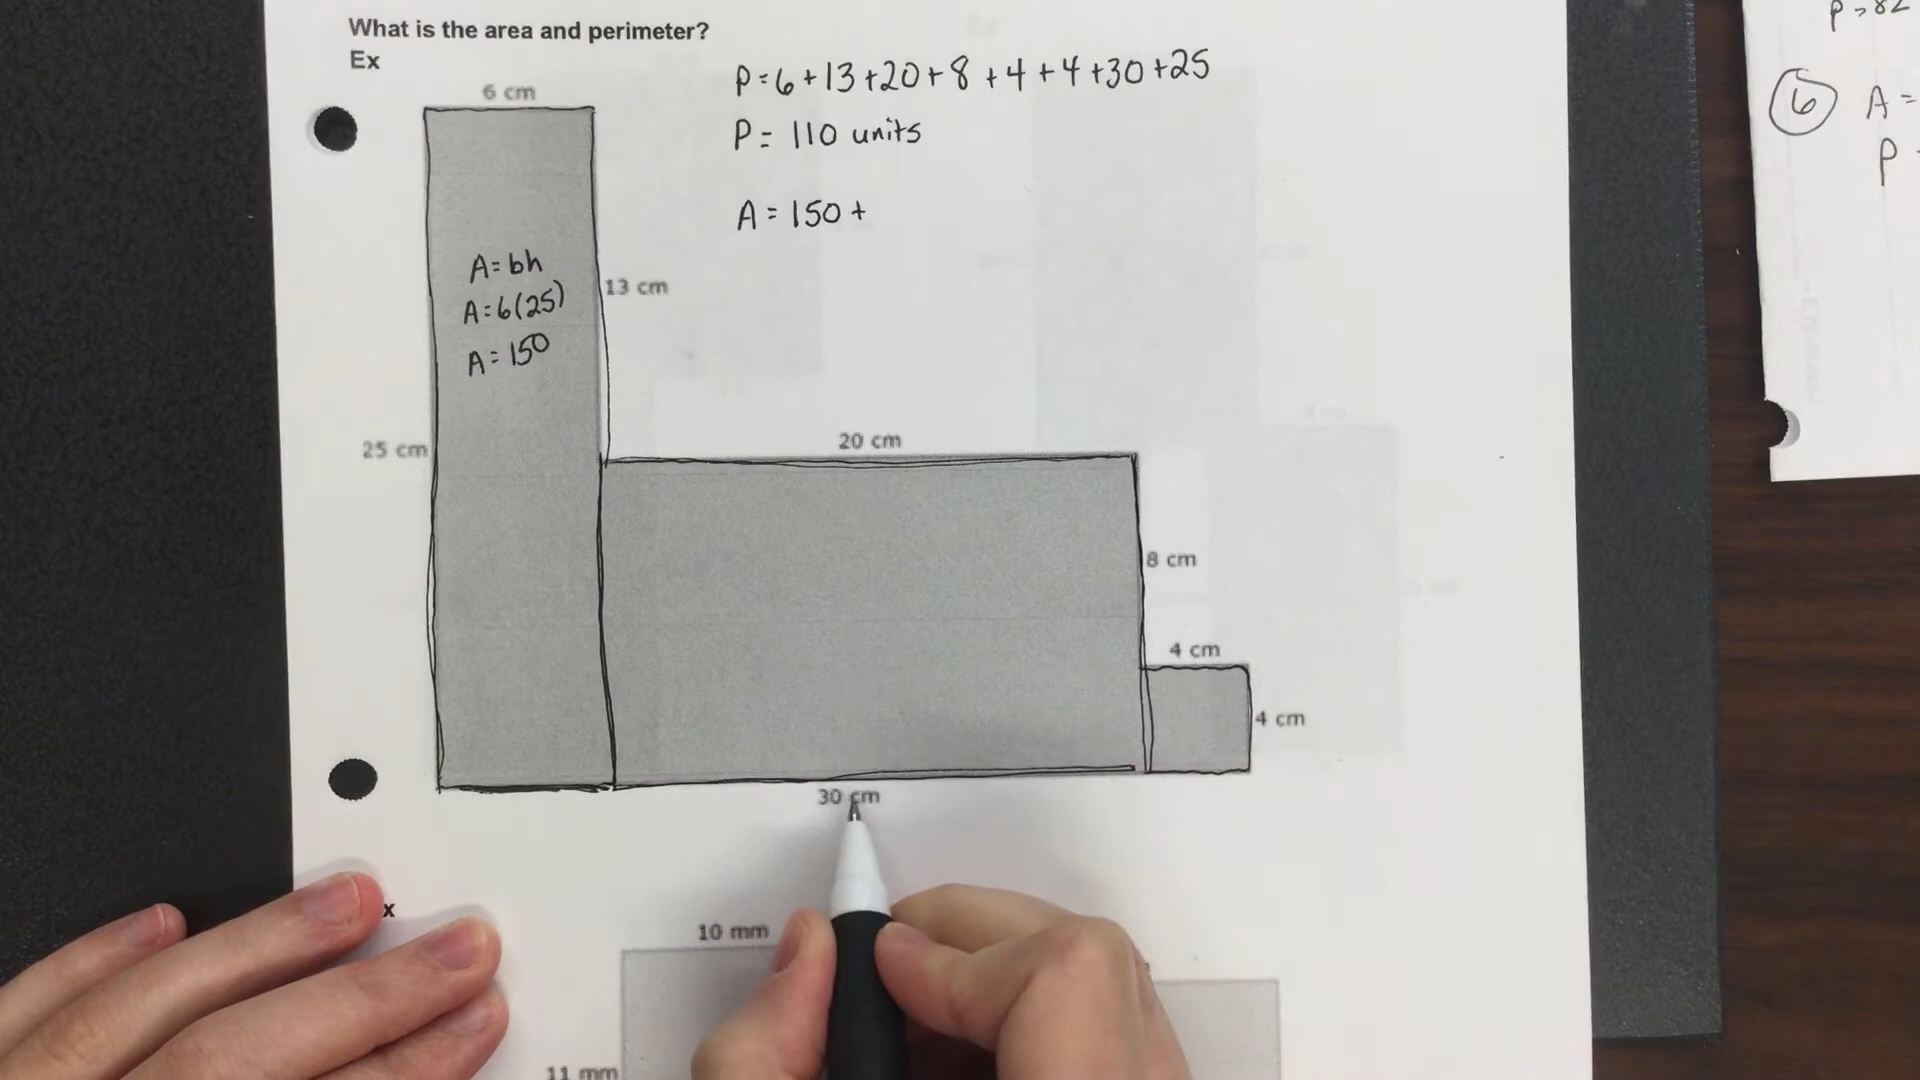 What is the area and perimeter?
Ex
6 cm
P=6+13+20+8+4+4+30+25
P= 110 units
A=150+
A=bh
A=6(25)
A=150
13 cm
25 cm
20 cm
8 cm
4 cm
4 cm
30 cm
x
10 mm
11 mm
6 A=
P